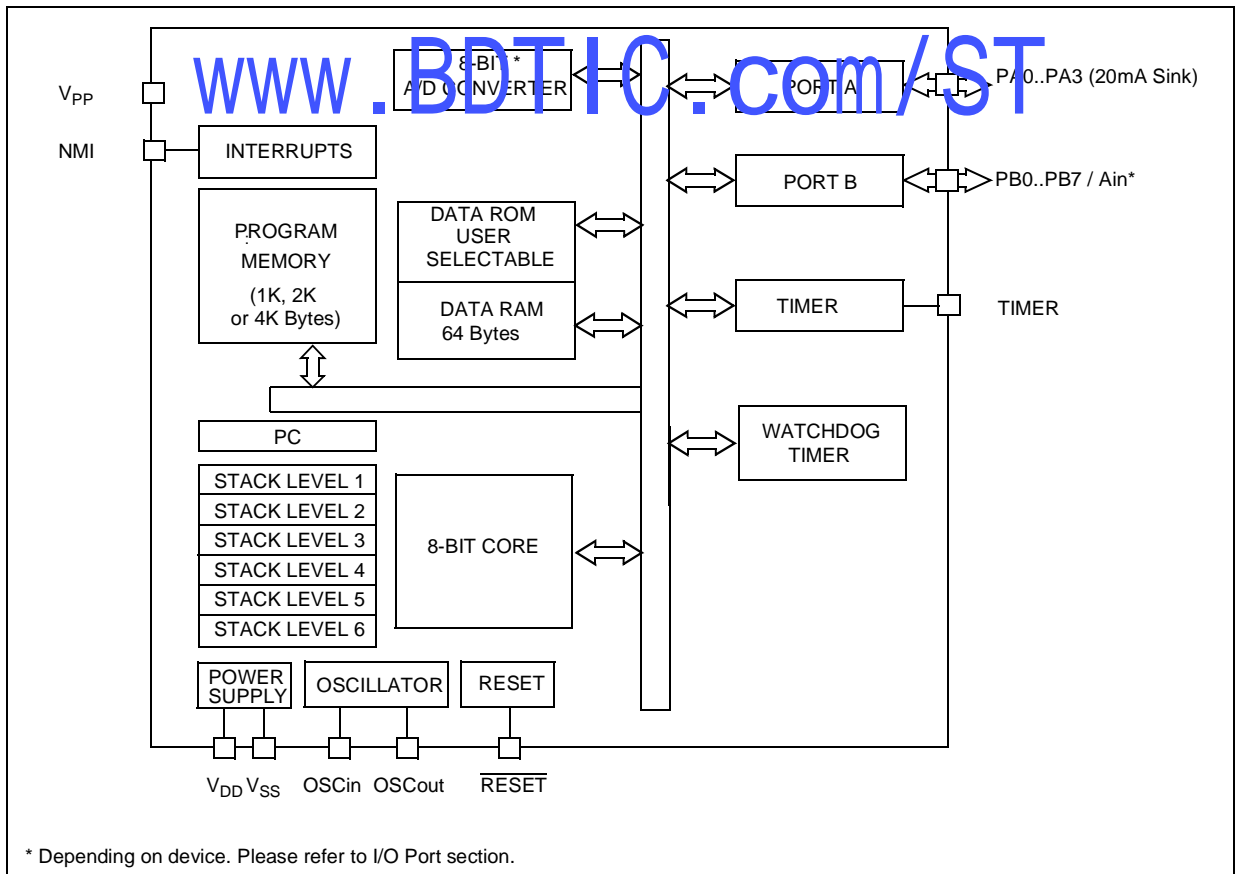 www.BDTIC.com/ST
8-BIT *
A/D CONVERTER
PORT A
PA0..PA3 (20mA Sink)
VPP
NMI
INTERRUPTS
PORT B
PB0..PB7 / Ain*
PROGRAM
MEMORY
(1K, 2K
or 4K Bytes)
DATA ROM
USER
SELECTABLE
DATA RAM
64 Bytes
TIMER
TIMER
PC
WATCHDOG
TIMER
STACK LEVEL 1
STACK LEVEL 2
STACK LEVEL 3
STACK LEVEL 4
STACK LEVEL 5
STACK LEVEL 6
8-BIT CORE
POWER
SUPPLY
OSCILLATOR
RESET
VDD VSS OSCin OSCout RESET
* Depending on device. Please refer to I/O Port section.